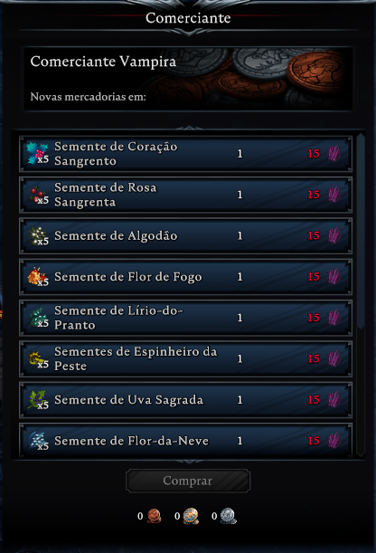 Comerciante
Comerciante Vampira
Novas mercadorias em:
x5 Semente de Coração
Sangrento 1 15
x5 Semente de Rosa
Sangrenta 1 15
x5 Semente de Algodão 1 15
x5 Semente de Flor de Fogo 1 15
x5 Semente de Lírio-do-
Pranto 1 15
x5 Sementes de Espinheiro da
Peste 1 15
x5 Semente de Uva Sagrada 1 15
x5 Semente de Flor-da-Neve 1 15
Comprar
0 0 0